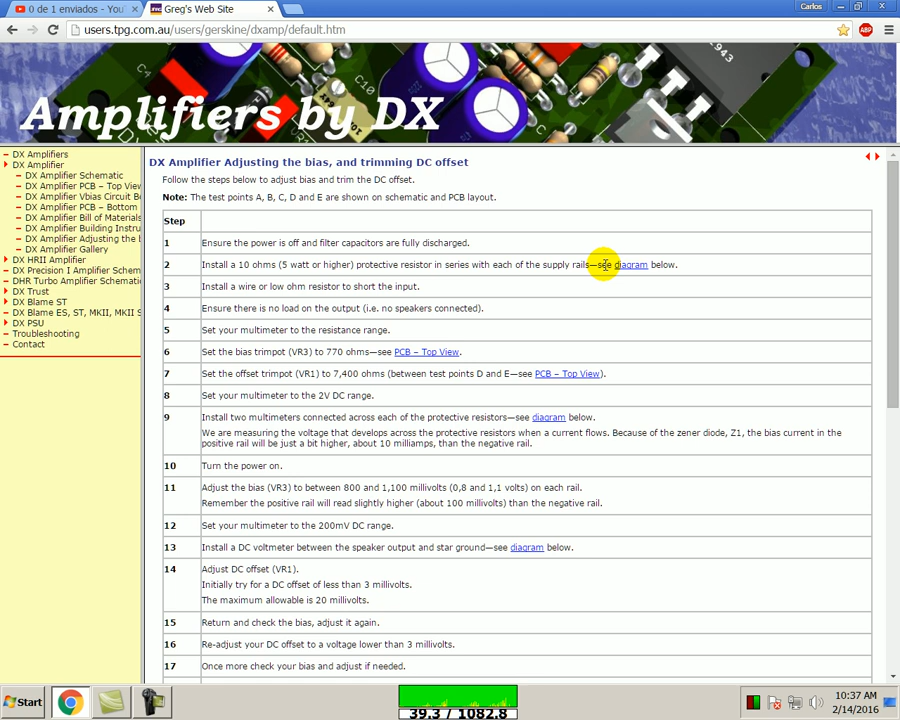 0 de 1 enviados - You
Greg's Web Site
Carlos
users.tpg.com.au/users/gerskine/dxamp/default.htm
ABP
Amplifiers by DX
C4
C10
1943
DX Amplifiers
DX Amplifier
DX Amplifier Schematic
DX Amplifier PCB – Top View
DX Amplifier Vbias Circuit B
DX Amplifier PCB – Bottom
DX Amplifier Bill of Materials
DX Amplifier Building Instru
DX Amplifier Adjusting the b
DX Amplifier Gallery
DX HRII Amplifier
DX Precision I Amplifier Schem
DHR Turbo Amplifier Schematic
DX Trust
DX Blame ST
DX Blame ES, ST, MKII, MKII S
DX PSU
Troubleshooting
Contact
DX Amplifier Adjusting the bias, and trimming DC offset
Follow the steps below to adjust bias and trim the DC offset.
Note: The test points A, B, C, D and E are shown on schematic and PCB layout.
Step
1 Ensure the power is off and filter capacitors are fully discharged.
2 Install a 10 ohms (5 watt or higher) protective resistor in series with each of the supply rails—see diagram below.
3 Install a wire or low ohm resistor to short the input.
4 Ensure there is no load on the output (i.e. no speakers connected).
5 Set your multimeter to the resistance range.
6 Set the bias trimpot (VR3) to 770 ohms—see PCB – Top View.
7 Set the offset trimpot (VR1) to 7,400 ohms (between test points D and E—see PCB – Top View).
8 Set your multimeter to the 2V DC range.
9 Install two multimeters connected across each of the protective resistors—see diagram below.
We are measuring the voltage that develops across the protective resistors when a current flows. Because of the zener diode, Z1, the bias current in the
positive rail will be just a bit higher, about 10 milliamps, than the negative rail.
10 Turn the power on.
11 Adjust the bias (VR3) to between 800 and 1,100 millivolts (0,8 and 1,1 volts) on each rail.
Remember the positive rail will read slightly higher (about 100 millivolts) than the negative rail.
12 Set your multimeter to the 200mV DC range.
13 Install a DC voltmeter between the speaker output and star ground—see diagram below.
14 Adjust DC offset (VR1).
Initially try for a DC offset of less than 3 millivolts.
The maximum allowable is 20 millivolts.
15 Return and check the bias, adjust it again.
16 Re-adjust your DC offset to a voltage lower than 3 millivolts.
17 Once more check your bias and adjust if needed.
Start
39.3 / 1082.8
10:37 AM
2/14/2016